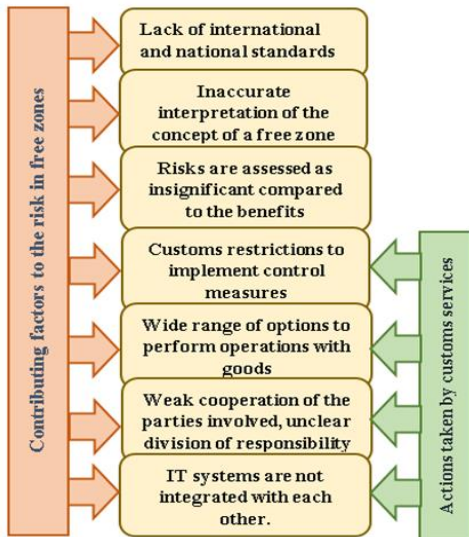 Contributing factors to the risk in free zones
Lack of international
and national standards
Inaccurate
interpretation of the
concept of a free zone
Risks are assessed as
insignificant compared
to the benefits
Customs restrictions to
implement control
measures
Wide range of options to
perform operations with
goods
Weak cooperation of the
parties involved, unclear
division of responsibility
IT systems are not
integrated with each
other.
Actions taken by customs services